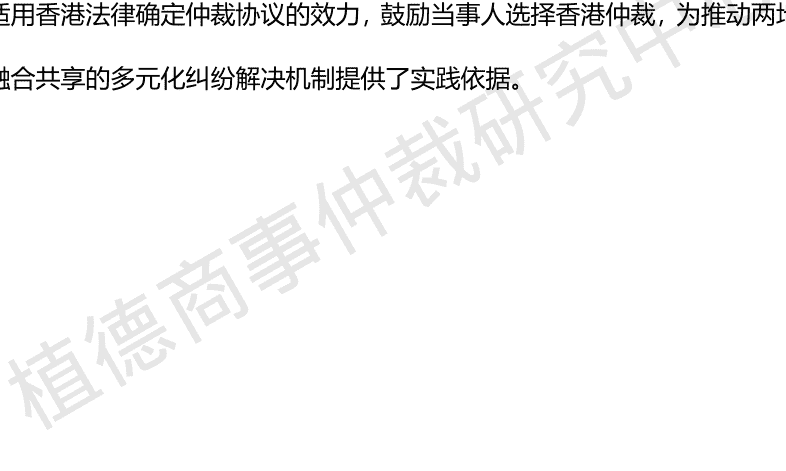 适用香港法律确定仲裁协议的效力，鼓励当事人选择香港仲裁，为推动两地
融合共享的多元化纠纷解决机制提供了实践依据。
植德商事仲裁研究中